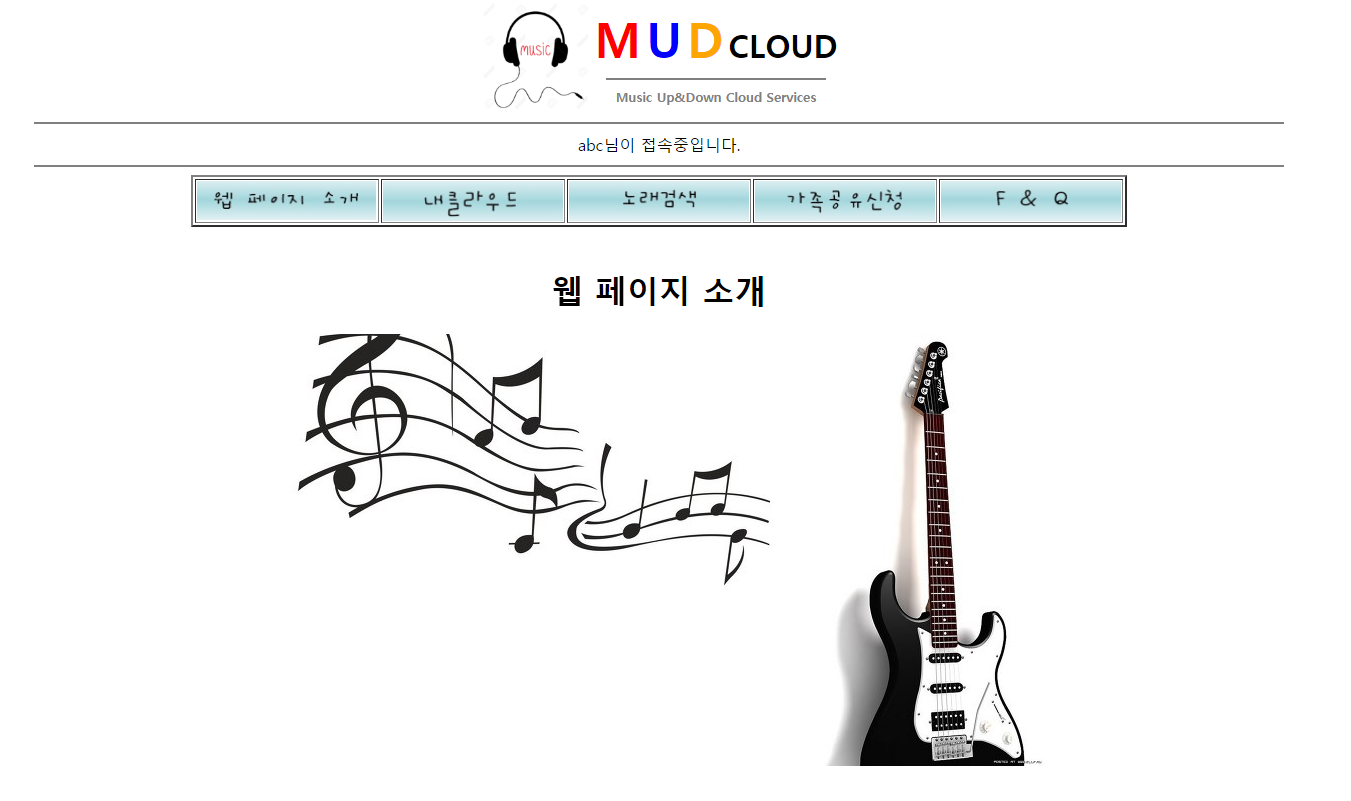 music
MUD CLOUD
Music Up&Down Cloud Services
abc님이 접속중입니다.
웹 페이지 소개 내클라우드 노래검색 가족공유신청 F & Q
웹 페이지 소개